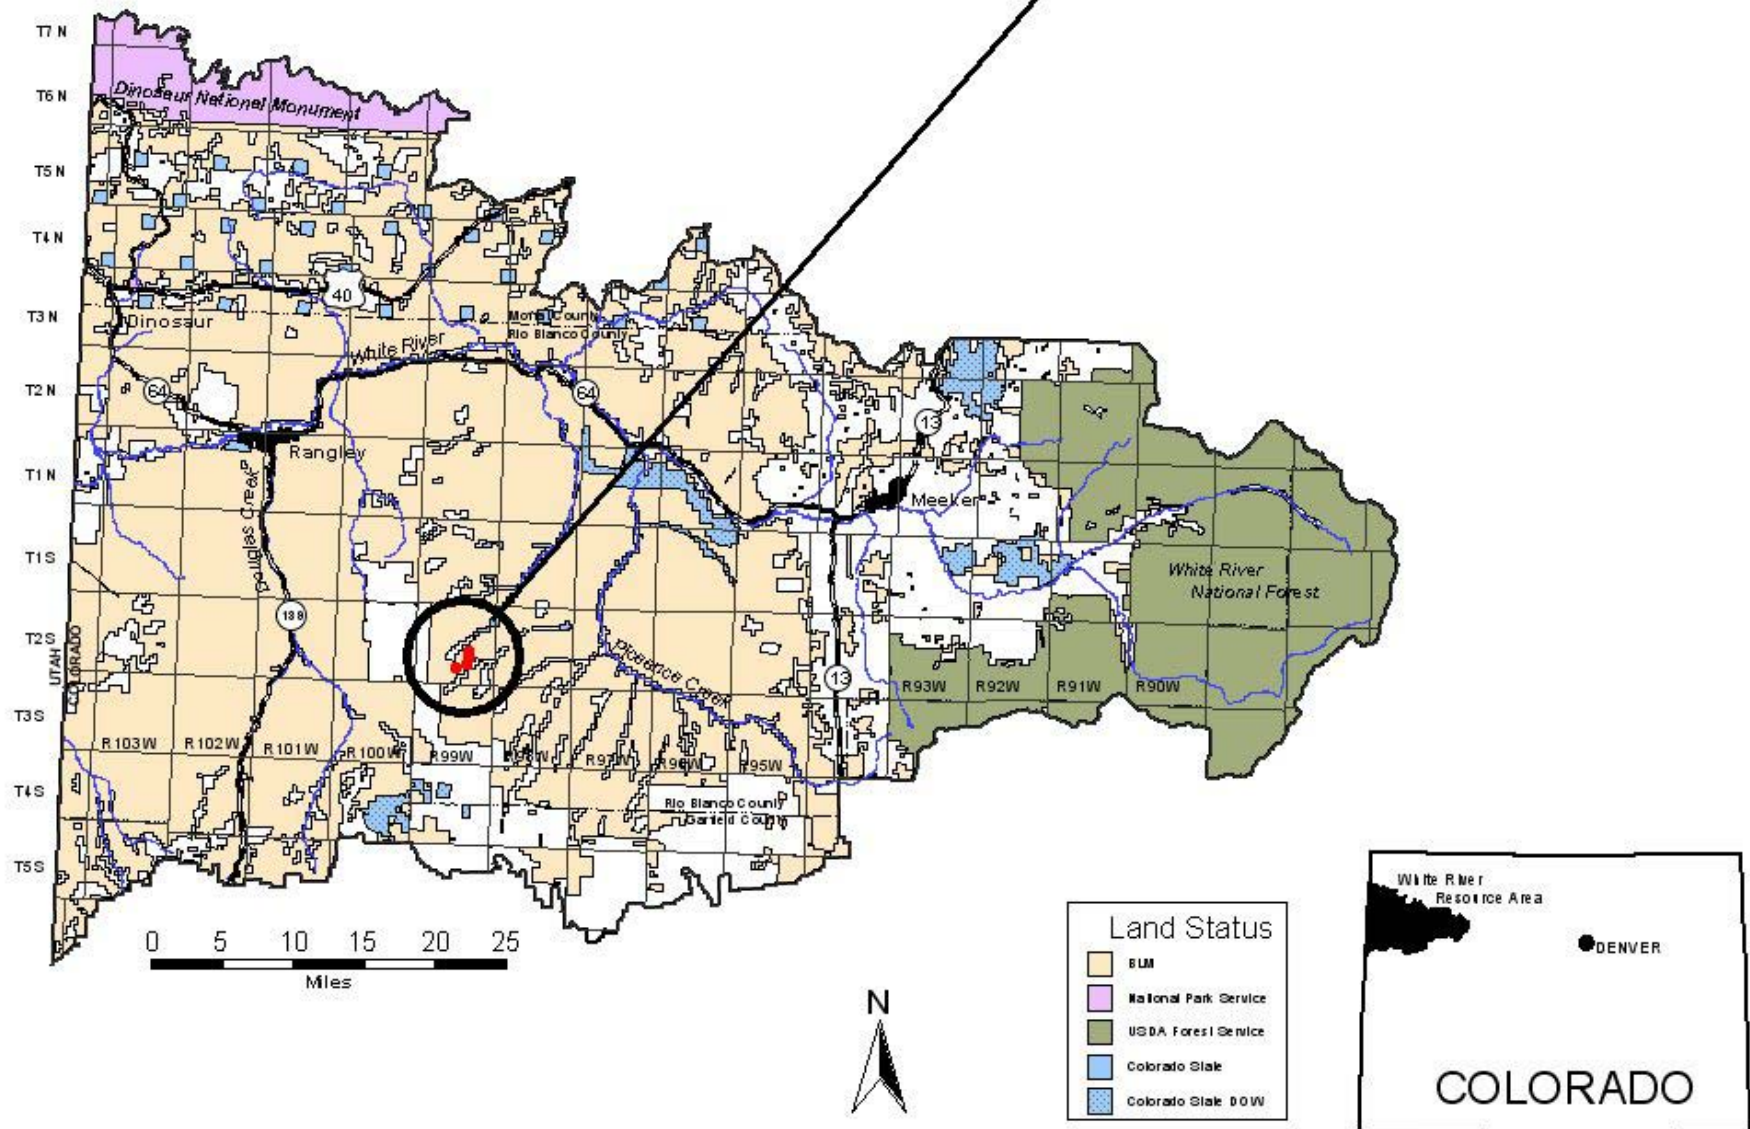 T7 N
T6 N
T5 N
T4 N
T3 N
T2 N
T1 N
T1S
T2S
T3S
T4S
T5S
Dinosaur National Monument
40
Dinosaur
Moffat County
Rio Blanco County
White River
64
64
13
Rangley
Meeker
Douglas Creek
139
White River
National Forest
UTAH
COLORADO
Piceance Creek
13
R93W
R92W
R91W
R90W
R103W
R102W
R101W
R100W
R99W
R98W
R97W
R96W
R95W
Rio Blanco County
Garfield County
0 5 10 15 20 25
Miles
N
Land Status
BLM
National Park Service
USDA Forest Service
Colorado State
Colorado State DOW
White River
Resource Area
DENVER
COLORADO